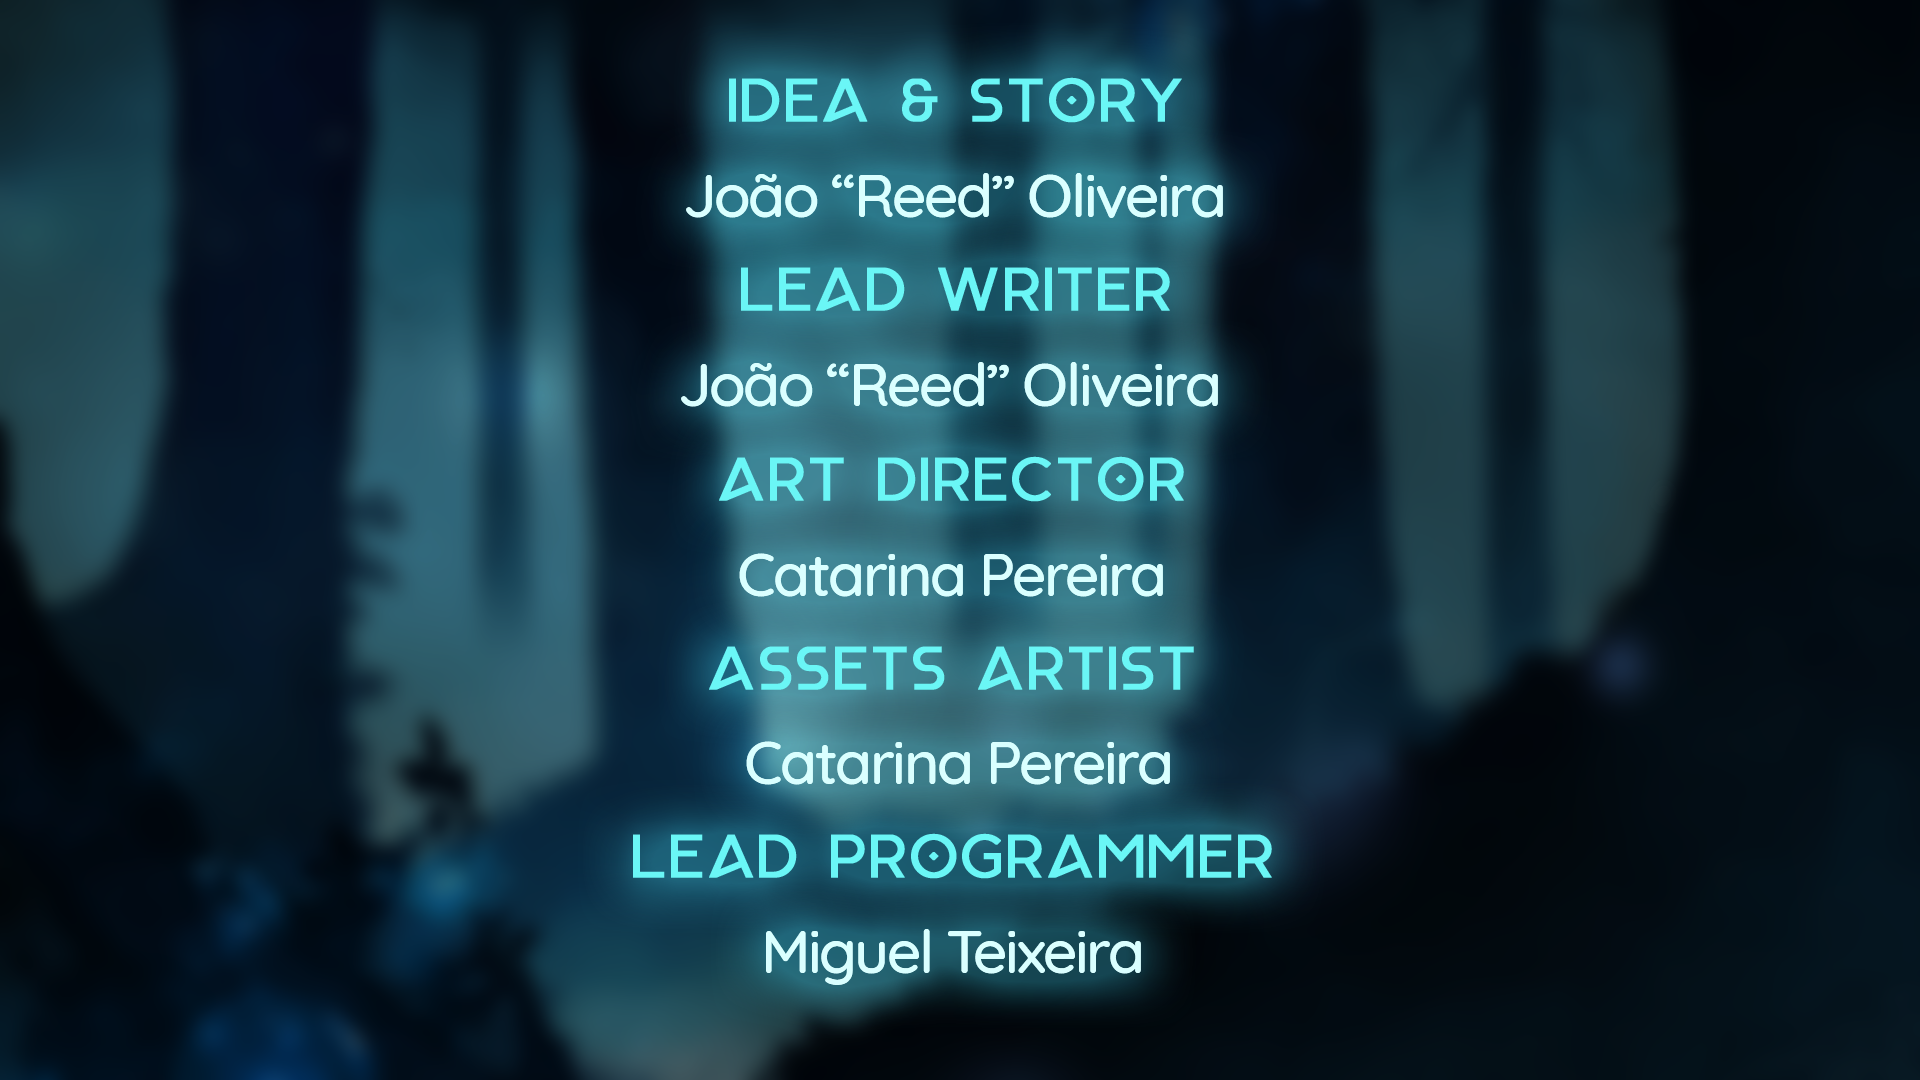 IDEA & STORY
João “Reed” Oliveira
LEAD WRITER
João “Reed” Oliveira
ART DIRECTOR
Catarina Pereira
ASSETS ARTIST
Catarina Pereira
LEAD PROGRAMMER
Miguel Teixeira